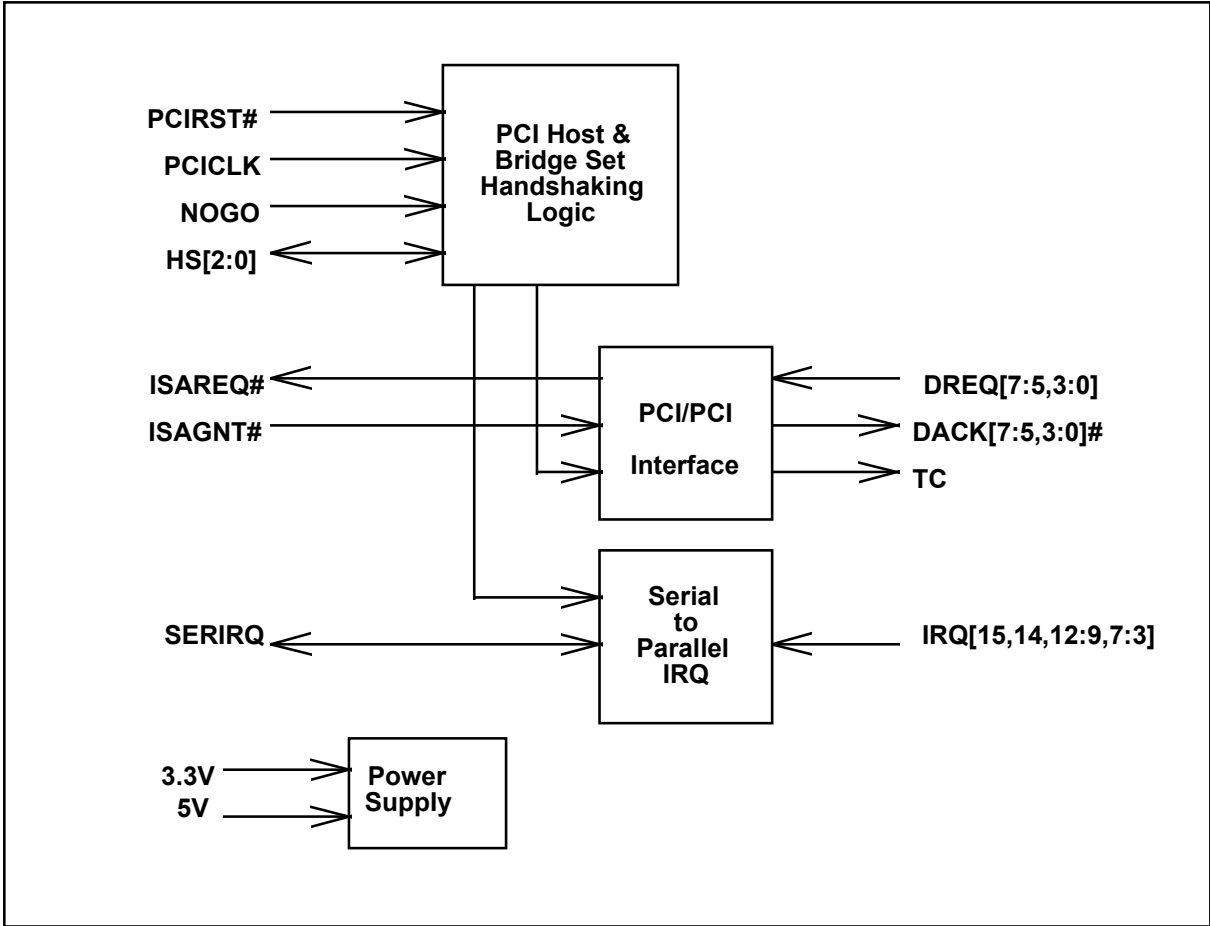 PCIRST#
PCICLK
NOGO
HS[2:0]
PCI Host &
Bridge Set
Handshaking
Logic
ISAREQ#
ISAGNT#
PCI/PCI
Interface
DREQ[7:5,3:0]
DACK[7:5,3:0]#
TC
SERIRQ
Serial
to
Parallel
IRQ
IRQ[15,14,12:9,7:3]
3.3V
5V
Power
Supply